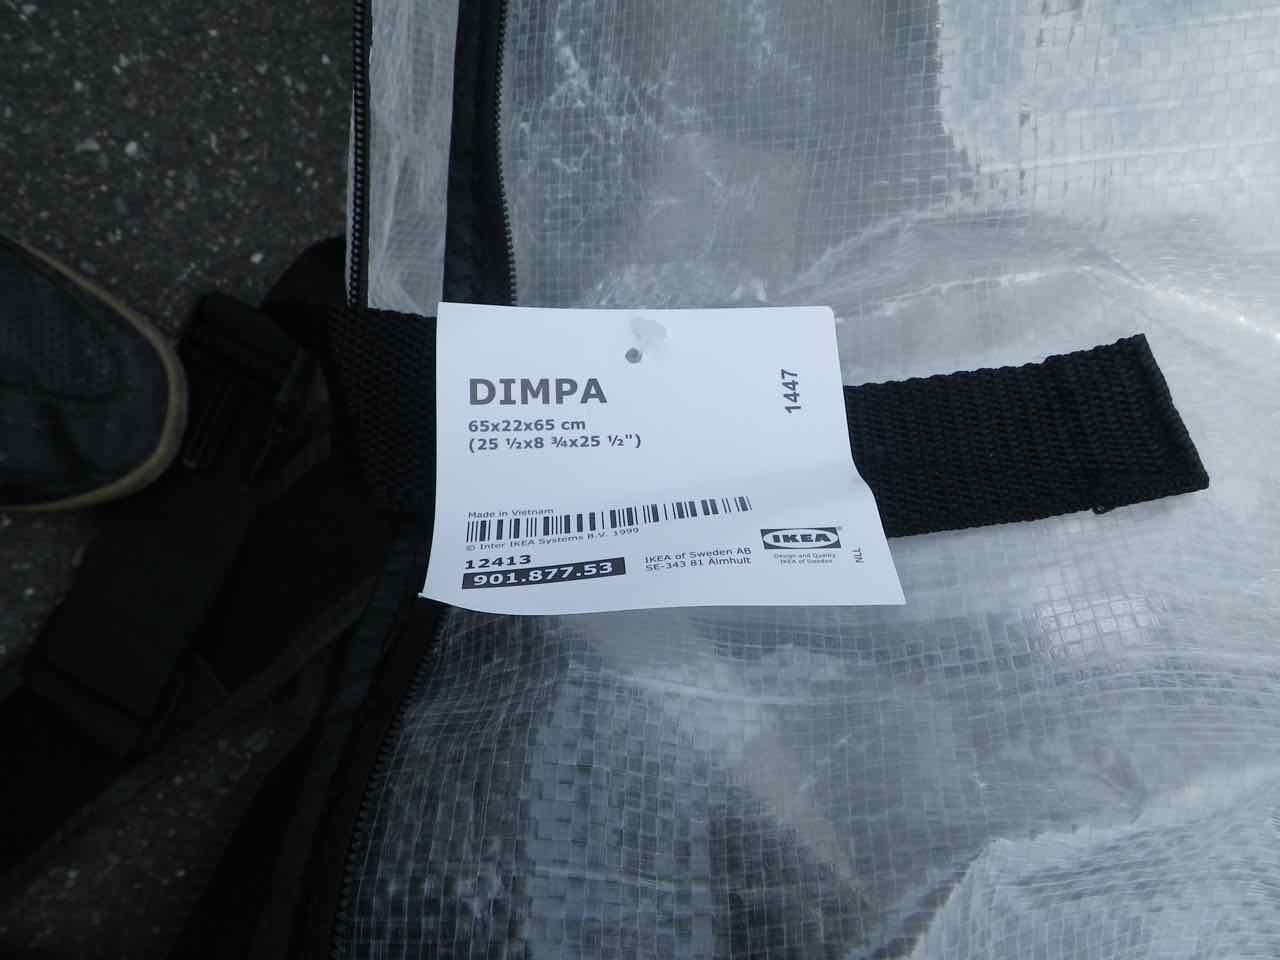 DIMPA
65x22x65 cm
(25 ½x8 ¾x25 ½")
1447
Made in Vietnam
© Inter IKEA Systems B.V. 1999
12413
901.877.53
IKEA of Sweden AB
SE-343 81 Älmhult
IKEA®
Design and Quality
IKEA of Sweden
NLL